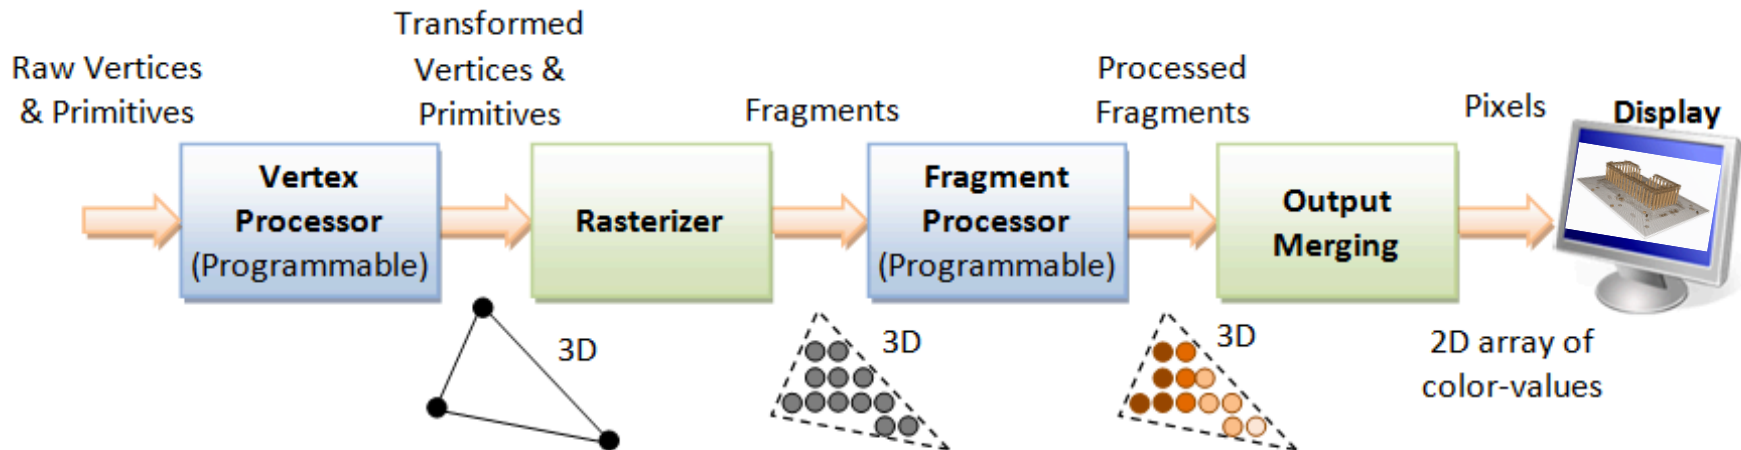 Raw Vertices
& Primitives
Transformed
Vertices &
Primitives
Fragments
Processed
Fragments
Pixels
Display
Vertex
Processor
(Programmable)
Rasterizer
Fragment
Processor
(Programmable)
Output
Merging
3D
3D
3D
2D array of
color-values